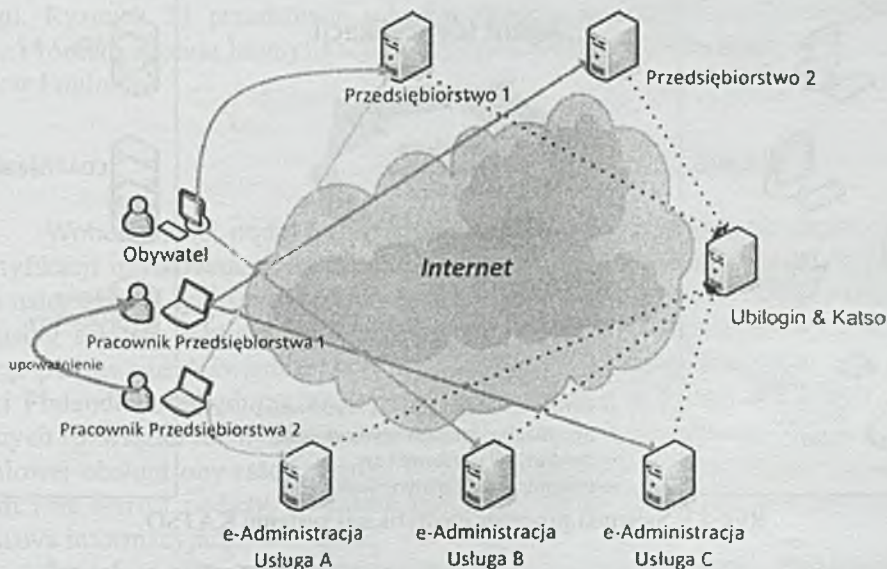 Przedsiębiorstwo 1
Przedsiębiorstwo 2
Obywatel
Internet
Ubilogin & Katso
Pracownik Przedsiębiorstwa 1
upoważnienie
Pracownik Przedsiębiorstwa 2
e-Administracja
Usługa A
e-Administracja
Usługa B
e-Administracja
Usługa C